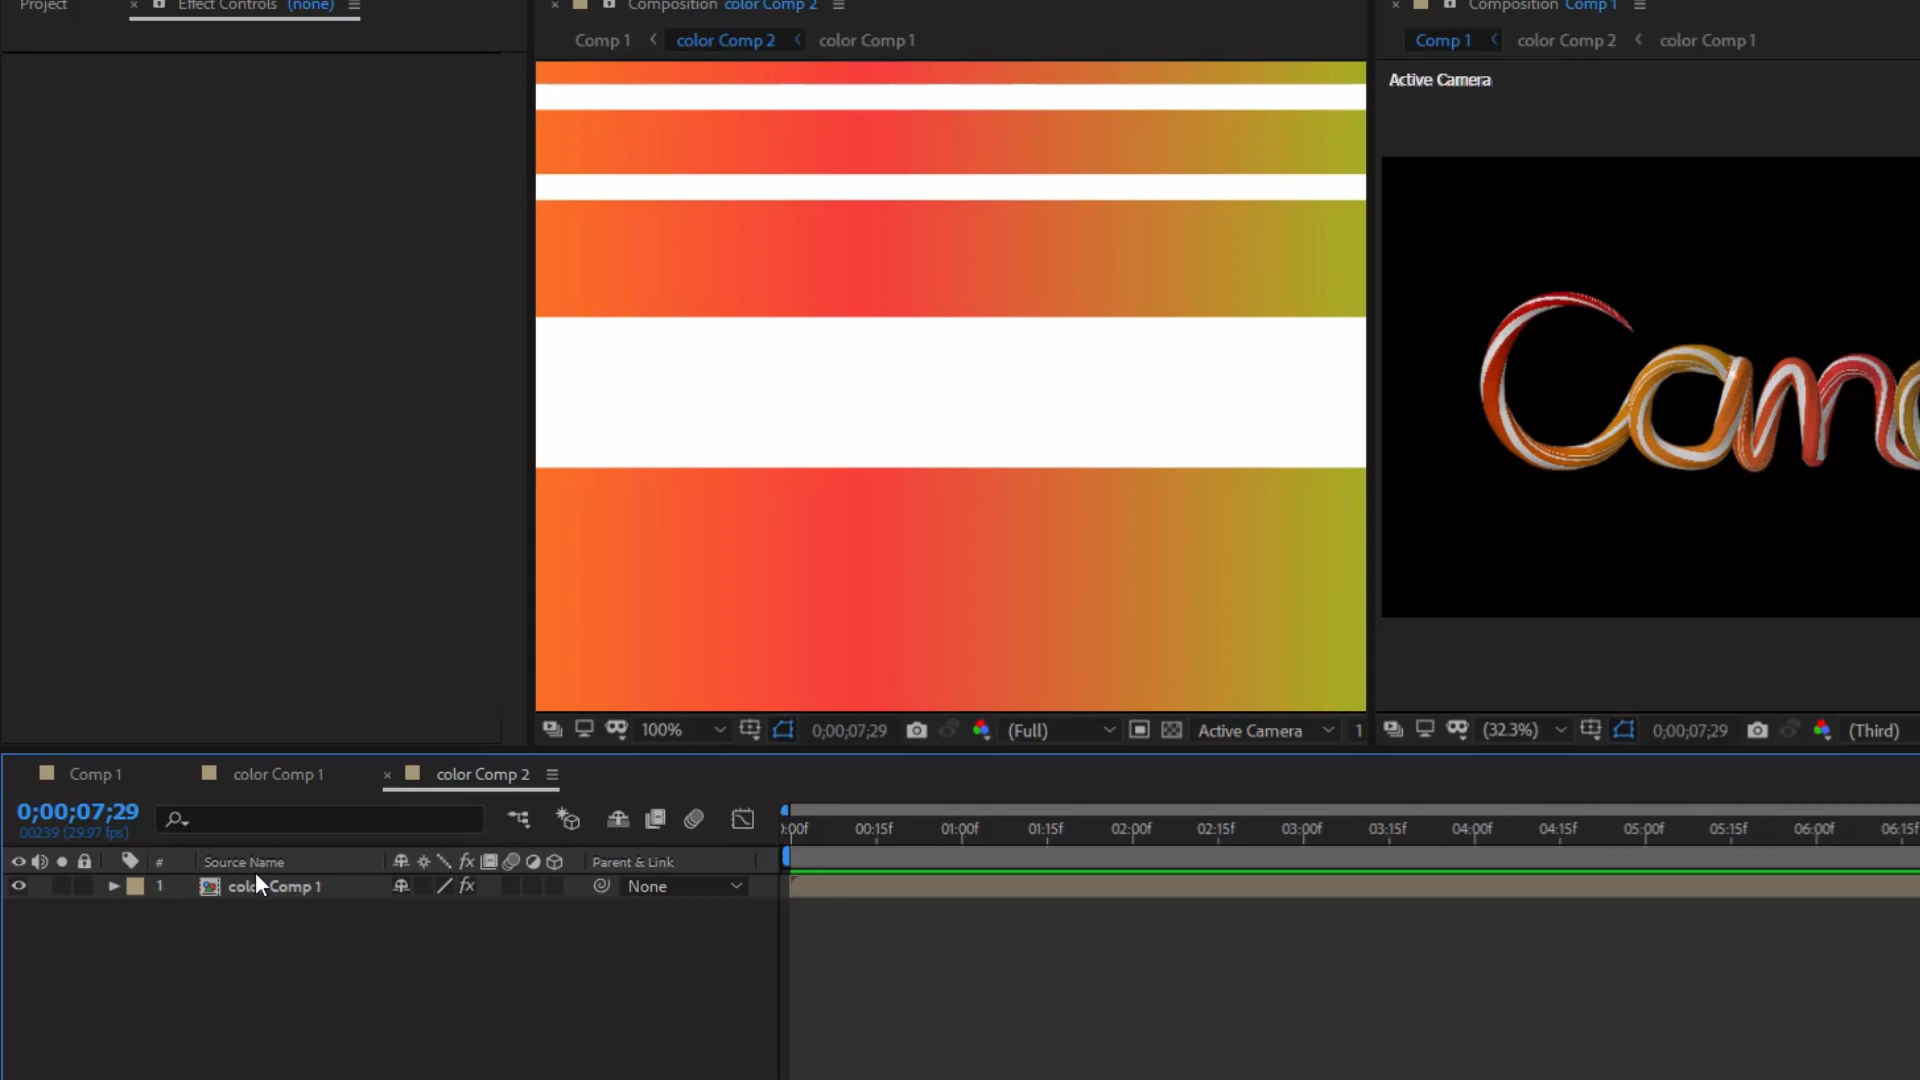 Project
Effect Controls (none)
Composition color Comp 2
Composition Comp 1
Comp 1
color Comp 2
color Comp 1
Comp 1
color Comp 2
color Comp 1
Active Camera
100%
0;00;07;29
(Full)
Active Camera
1
(32.3%)
0;00;07;29
(Third)
Comp 1
color Comp 1
color Comp 2
0;00;07;29
00239 (29.97 fps)
:00f 00:15f 01:00f 01:15f 02:00f 02:15f 03:00f 03:15f 04:00f 04:15f 05:00f 05:15f 06:00f 06:15f
# Source Name fx Parent & Link
1 color Comp 1 fx None